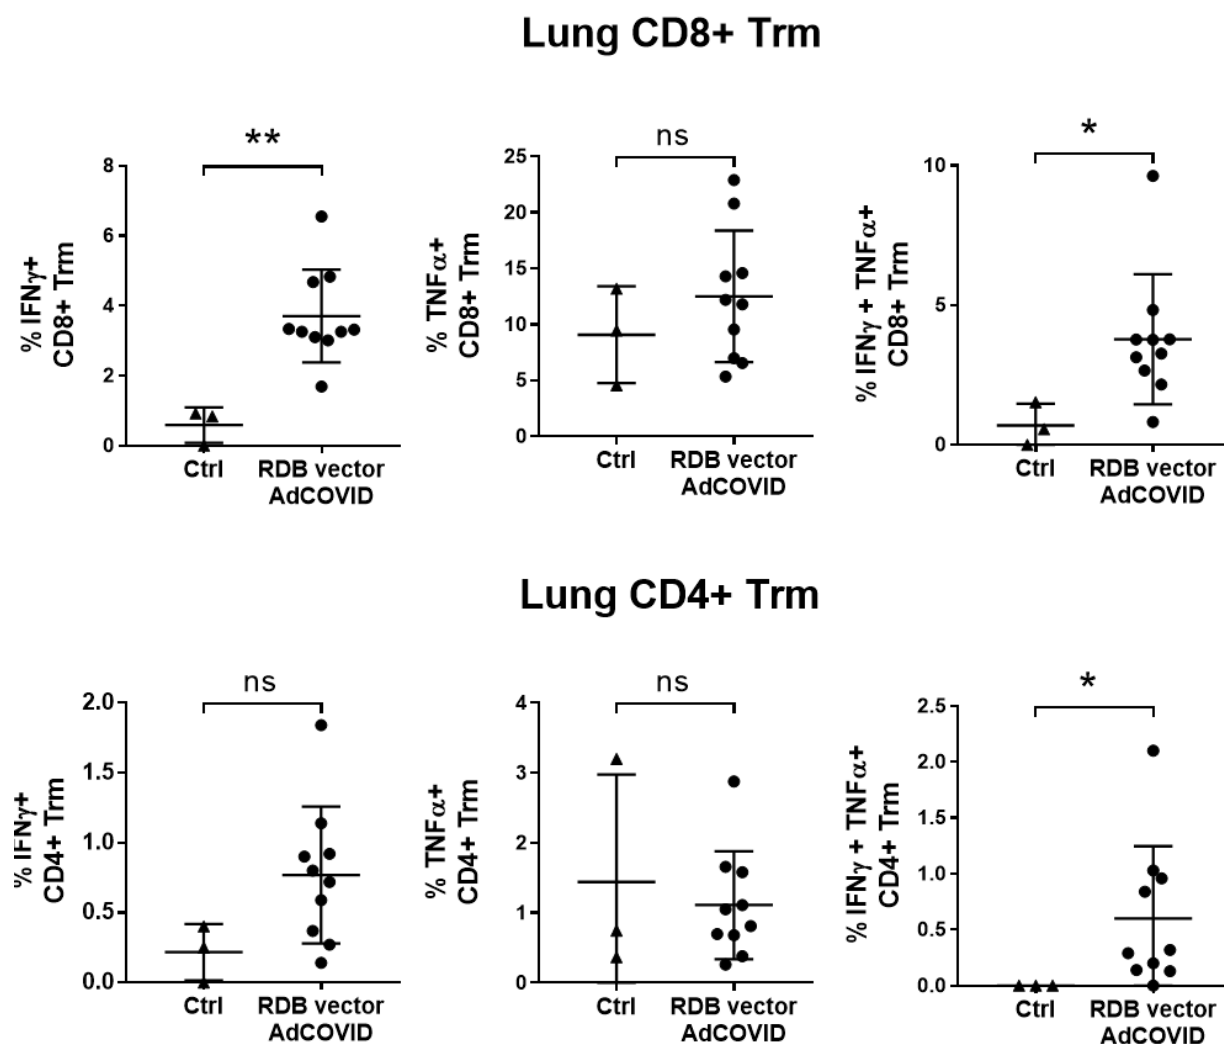 Lung CD8+ Trm
% IFNγ+
CD8+ Trm
**
8
6
4
2
0
Ctrl
RDB vector
AdCOVID
% TNFα+
CD8+ Trm
ns
25
20
15
10
5
0
Ctrl
RDB vector
AdCOVID
% IFNγ + TNFα+
CD8+ Trm
*
10
5
0
Ctrl
RDB vector
AdCOVID
Lung CD4+ Trm
% IFNγ+
CD4+ Trm
ns
2.0
1.5
1.0
0.5
0.0
Ctrl
RDB vector
AdCOVID
% TNFα+
CD4+ Trm
ns
4
3
2
1
0
Ctrl
RDB vector
AdCOVID
% IFNγ + TNFα+
CD4+ Trm
*
2.5
2.0
1.5
1.0
0.5
0.0
Ctrl
RDB vector
AdCOVID